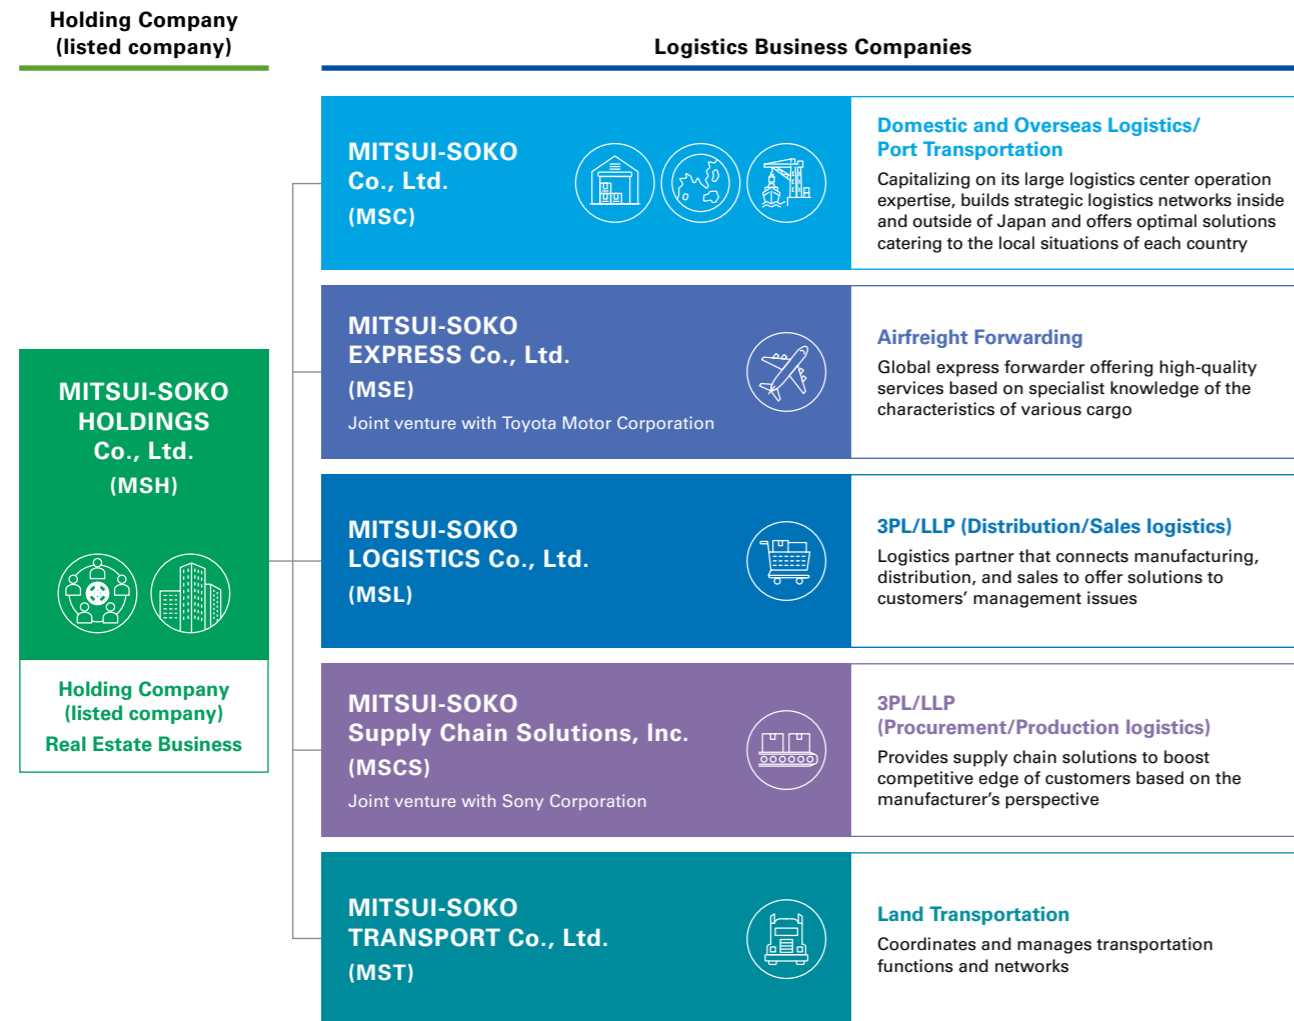 Holding Company
(listed company)
Logistics Business Companies
MITSUI-SOKO
HOLDINGS
Co., Ltd.
(MSH)
Holding Company
(listed company)
Real Estate Business
MITSUI-SOKO
Co., Ltd.
(MSC)
Domestic and Overseas Logistics/
Port Transportation
Capitalizing on its large logistics center operation
expertise, builds strategic logistics networks inside
and outside of Japan and offers optimal solutions
catering to the local situations of each country
MITSUI-SOKO
EXPRESS Co., Ltd.
(MSE)
Joint venture with Toyota Motor Corporation
Airfreight Forwarding
Global express forwarder offering high-quality
services based on specialist knowledge of the
characteristics of various cargo
MITSUI-SOKO
LOGISTICS Co., Ltd.
(MSL)
3PL/LLP (Distribution/Sales logistics)
Logistics partner that connects manufacturing,
distribution, and sales to offer solutions to
customers’ management issues
MITSUI-SOKO
Supply Chain Solutions, Inc.
(MSCS)
Joint venture with Sony Corporation
3PL/LLP
(Procurement/Production logistics)
Provides supply chain solutions to boost
competitive edge of customers based on the
manufacturer’s perspective
MITSUI-SOKO
TRANSPORT Co., Ltd.
(MST)
Land Transportation
Coordinates and manages transportation
functions and networks